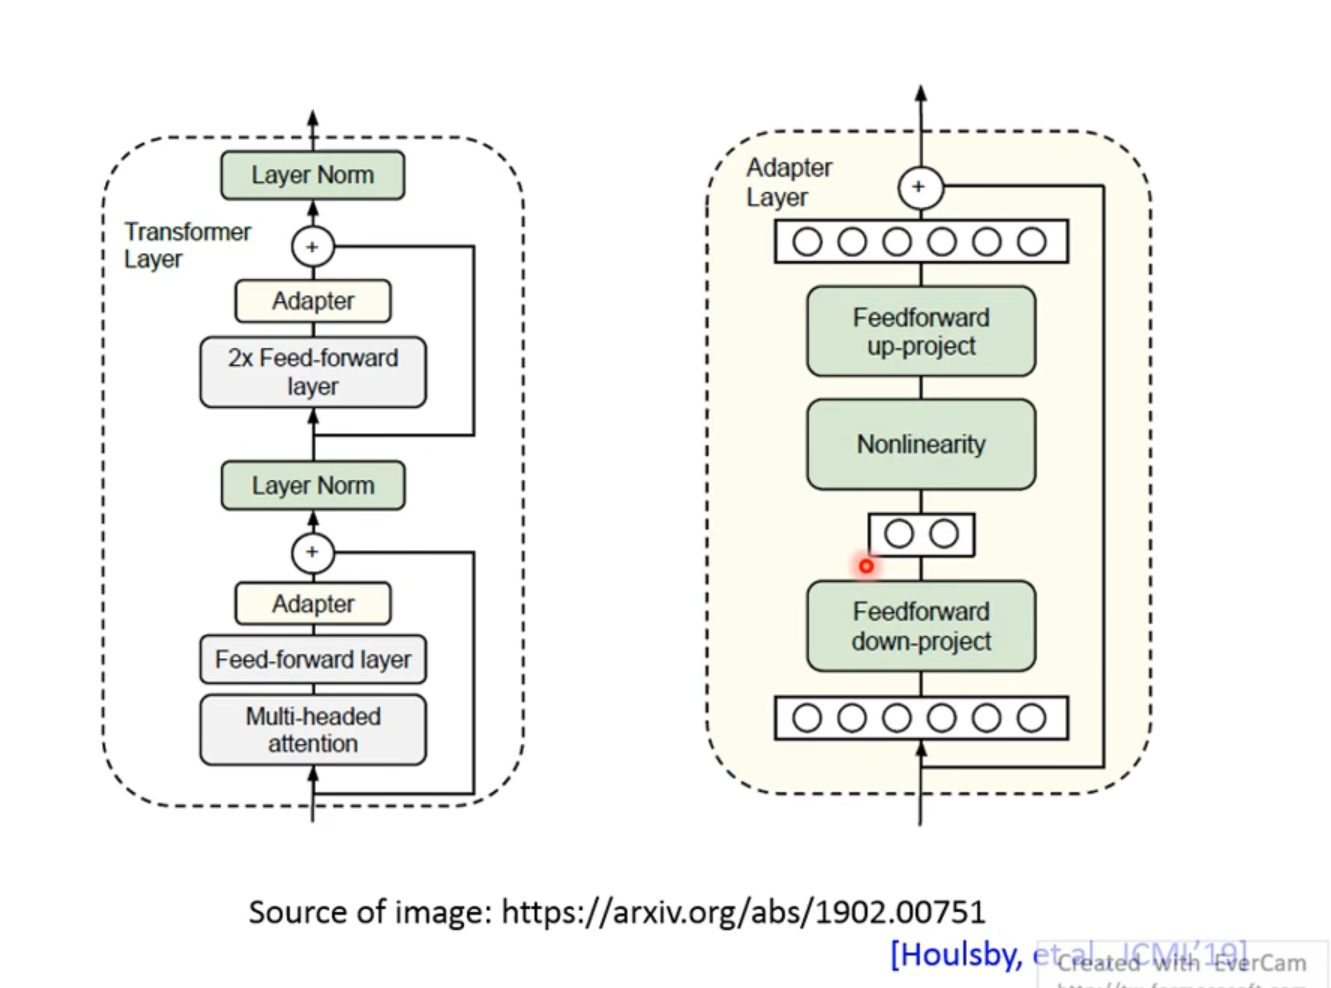 Layer Norm
Transformer
Layer
+
Adapter
2x Feed-forward
layer
Layer Norm
+
Adapter
Feed-forward layer
Multi-headed
attention
Adapter
Layer
+
Feedforward
up-project
Nonlinearity
Feedforward
down-project
Source of image: https://arxiv.org/abs/1902.00751
[Houlsby, et al., ICML'19]
Created with EverCam